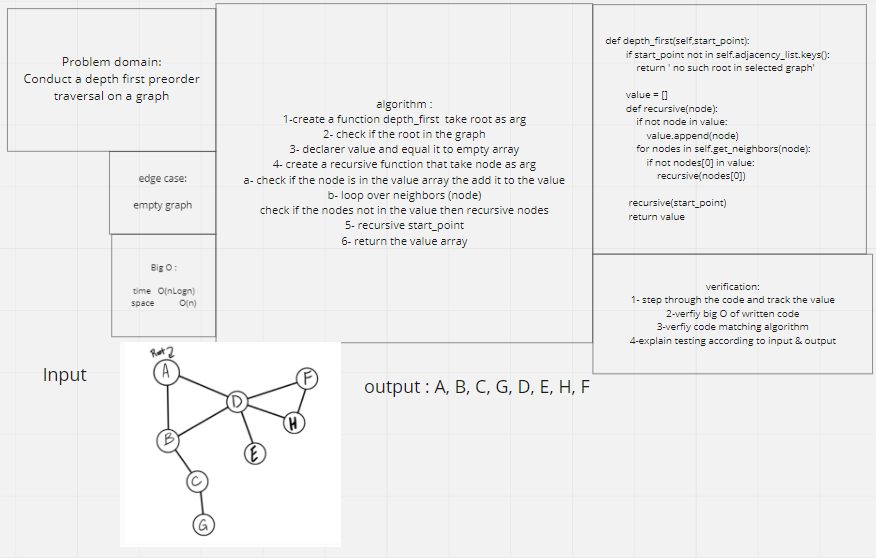 Problem domain:
Conduct a depth first preorder
traversal on a graph
edge case:
empty graph
Big O :
time O(nLogn)
space O(n)
algorithm :
1-create a function depth_first take root as arg
2- check if the root in the graph
3- declarer value and equal it to empty array
4- create a recursive function that take node as arg
a- check if the node is in the value array the add it to the value
b- loop over neighbors (node)
check if the nodes not in the value then recursive nodes
5- recursive start_point
6- return the value array
def depth_first(self,start_point):
if start_point not in self.adjacency_list.keys():
return ' no such root in selected graph'
value = []
def recursive(node):
if not node in value:
value.append(node)
for nodes in self.get_neighbors(node):
if not nodes[0] in value:
recursive(nodes[0])
recursive(start_point)
return value
verification:
1- step through the code and track the value
2-verfiy big O of written code
3-verfiy code matching algorithm
4-explain testing according to input & output
Input
Root
A
F
D
H
B
E
C
G
output : A, B, C, G, D, E, H, F